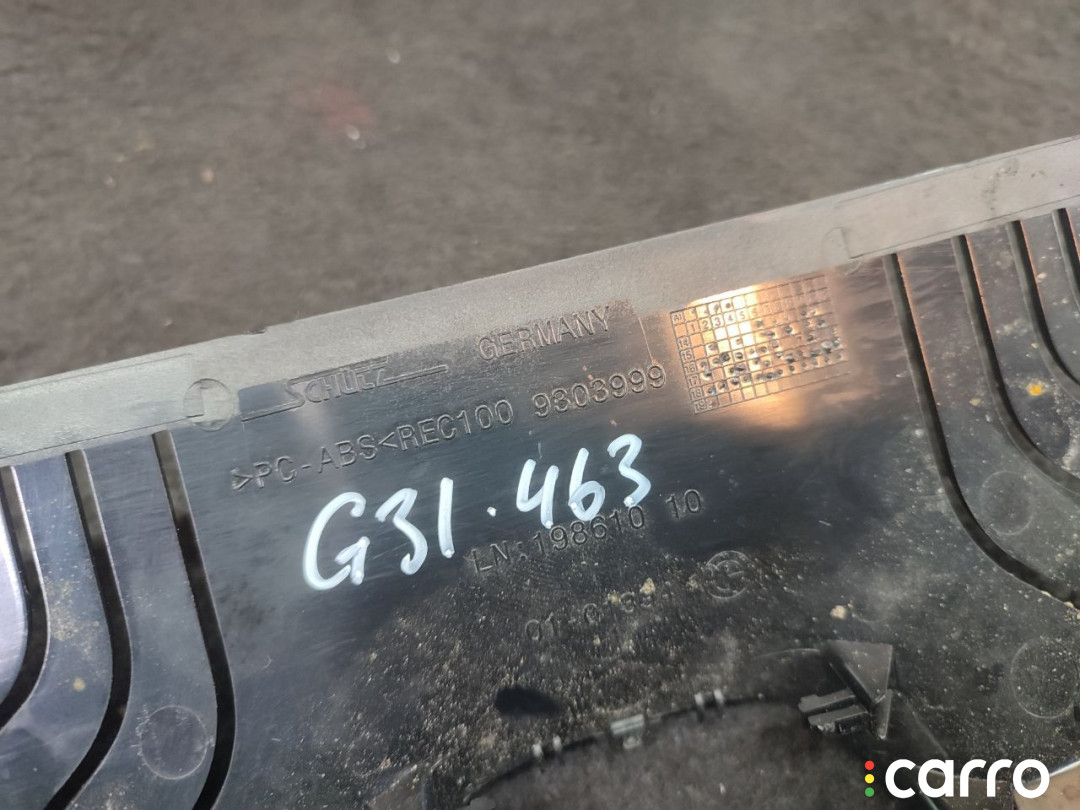 SCHÜTZ GERMANY
>PC-ABS<REC100 9303999
G31.463
LN:198610 10
carro